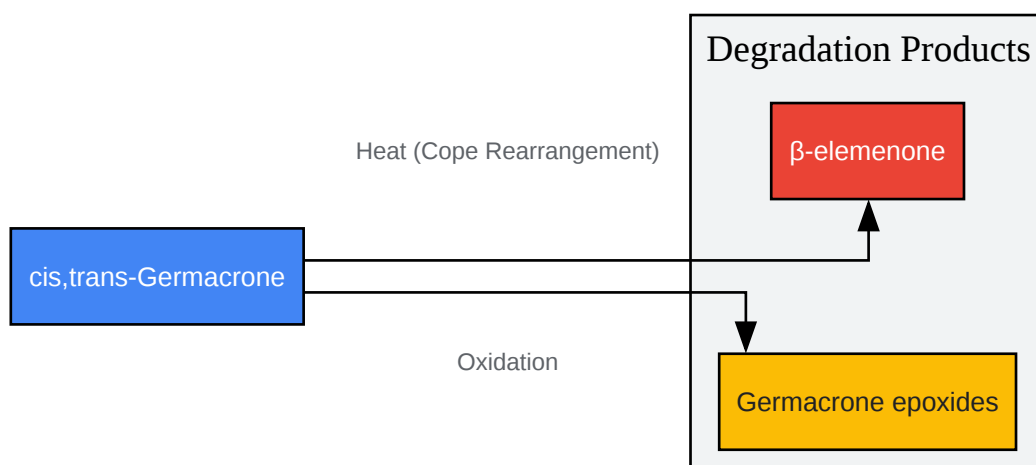 Degradation Products
β-elemenone
Heat (Cope Rearrangement)
cis,trans-Germacrone
Oxidation
Germacrone epoxides